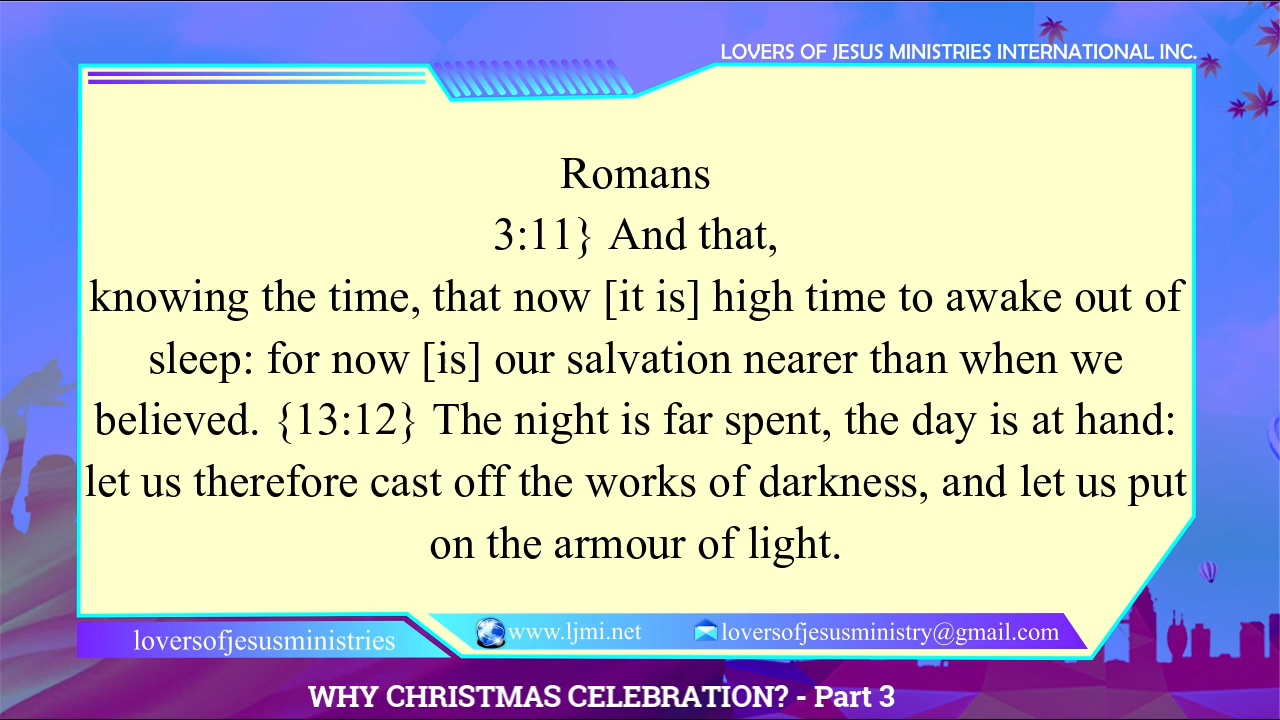 LOVERS OF JESUS MINISTRIES INTERNATIONAL INC.
Romans
3:11} And that,
knowing the time, that now [it is] high time to awake out of
sleep: for now [is] our salvation nearer than when we
believed. {13:12} The night is far spent, the day is at hand:
let us therefore cast off the works of darkness, and let us put
on the armour of light.
loversofjesusministries
www.ljmi.net
loversofjesusministry@gmail.com
WHY CHRISTMAS CELEBRATION? - Part 3